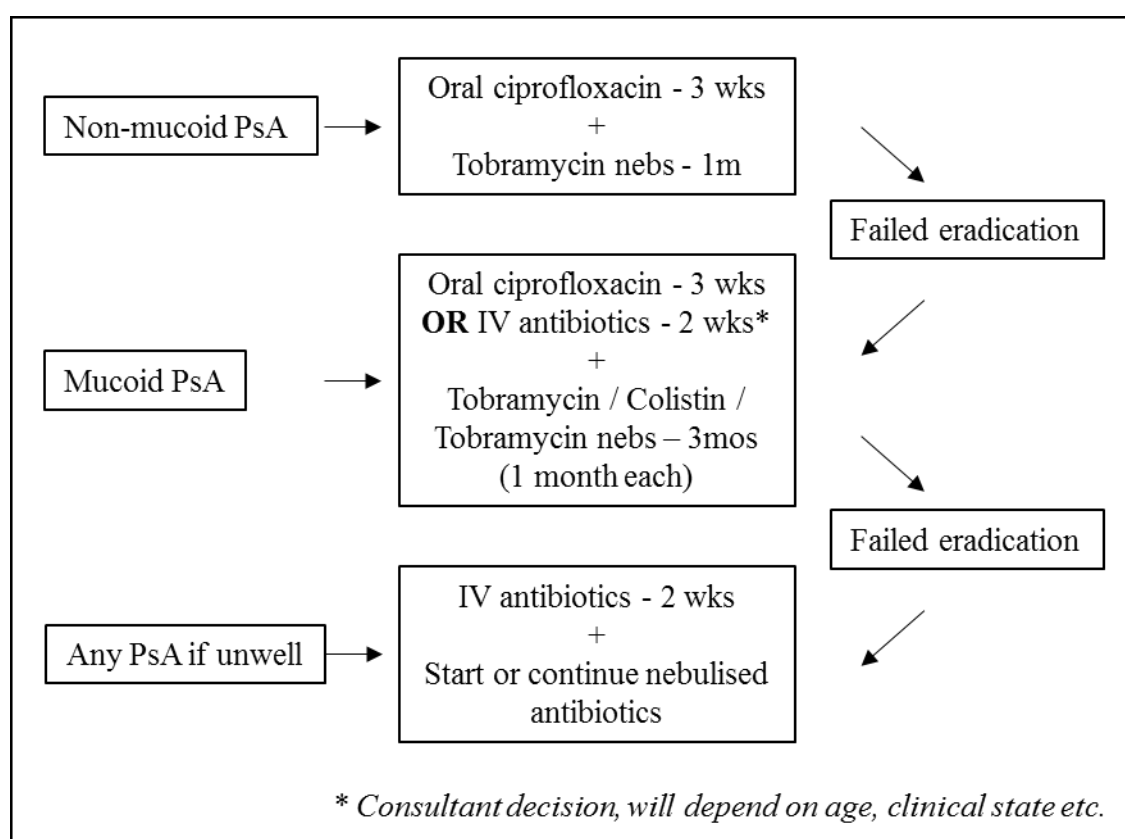 Non-mucoid PsA
Oral ciprofloxacin - 3 wks
+
Tobramycin nebs - 1m
Failed eradication
Mucoid PsA
Oral ciprofloxacin - 3 wks
OR IV antibiotics - 2 wks*
+
Tobramycin / Colistin /
Tobramycin nebs – 3mos
(1 month each)
Failed eradication
Any PsA if unwell
IV antibiotics - 2 wks
+
Start or continue nebulised
antibiotics
* Consultant decision, will depend on age, clinical state etc.